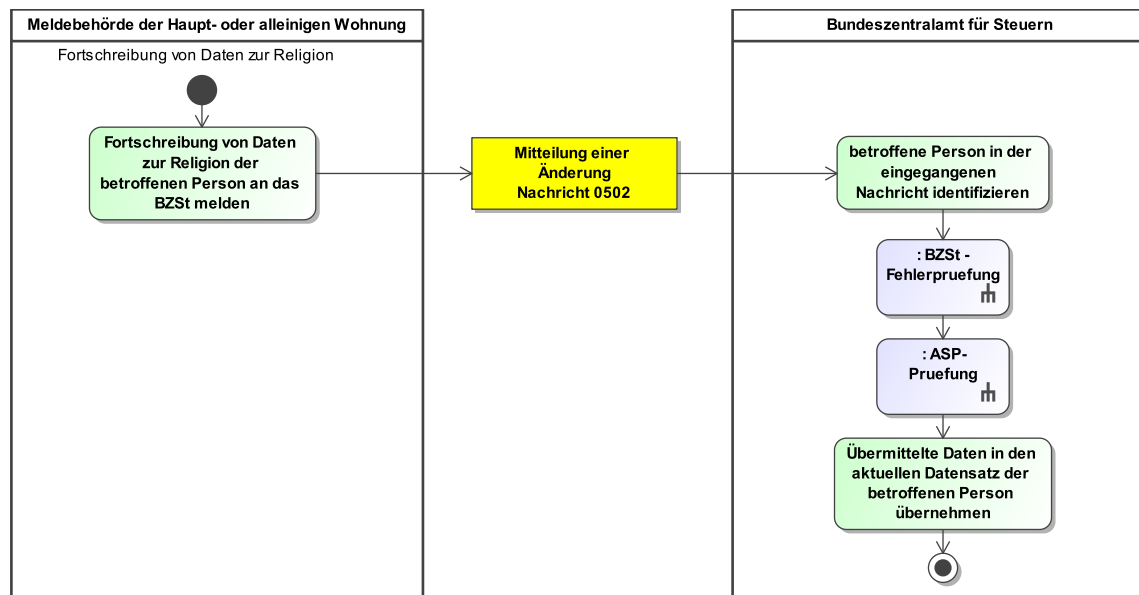 Meldebehörde der Haupt- oder alleinigen Wohnung
Fortschreibung von Daten zur Religion
Fortschreibung von Daten
zur Religion der
betroffenen Person an das
BZSt melden
Mitteilung einer
Änderung
Nachricht 0502
Bundeszentralamt für Steuern
betroffene Person in der
eingegangenen
Nachricht identifizieren
: BZSt -
Fehlerpruefung
: ASP-
Pruefung
Übermittelte Daten in den
aktuellen Datensatz der
betroffenen Person
übernehmen